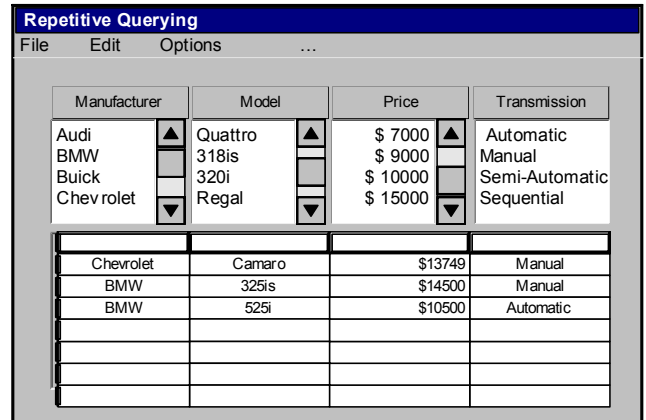 Repetitive Querying
File Edit Options ...
Manufacturer Model Price Transmission
Audi Quattro $ 7000 Automatic
BMW 318is $ 9000 Manual
Buick 320i $ 10000 Semi-Automatic
Chevrolet Regal $ 15000 Sequential
Chevrolet Camaro $13749 Manual
BMW 325is $14500 Manual
BMW 525i $10500 Automatic